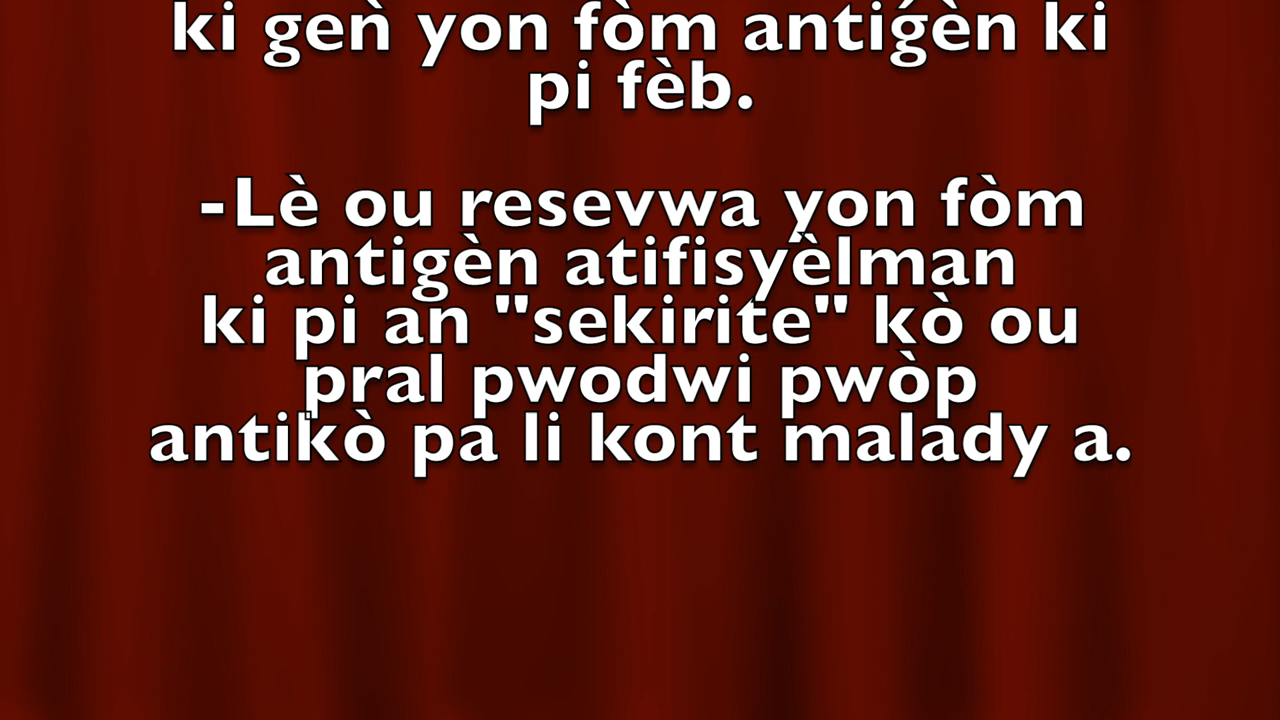 ki gen yon fòm antigèn ki
pi fèb.
-Lè ou resevwa yon fòm
antigèn atifisyèlman
ki pi an "sekirite" kò ou
pral pwodwi pwòp
antikò pa li kont malady a.